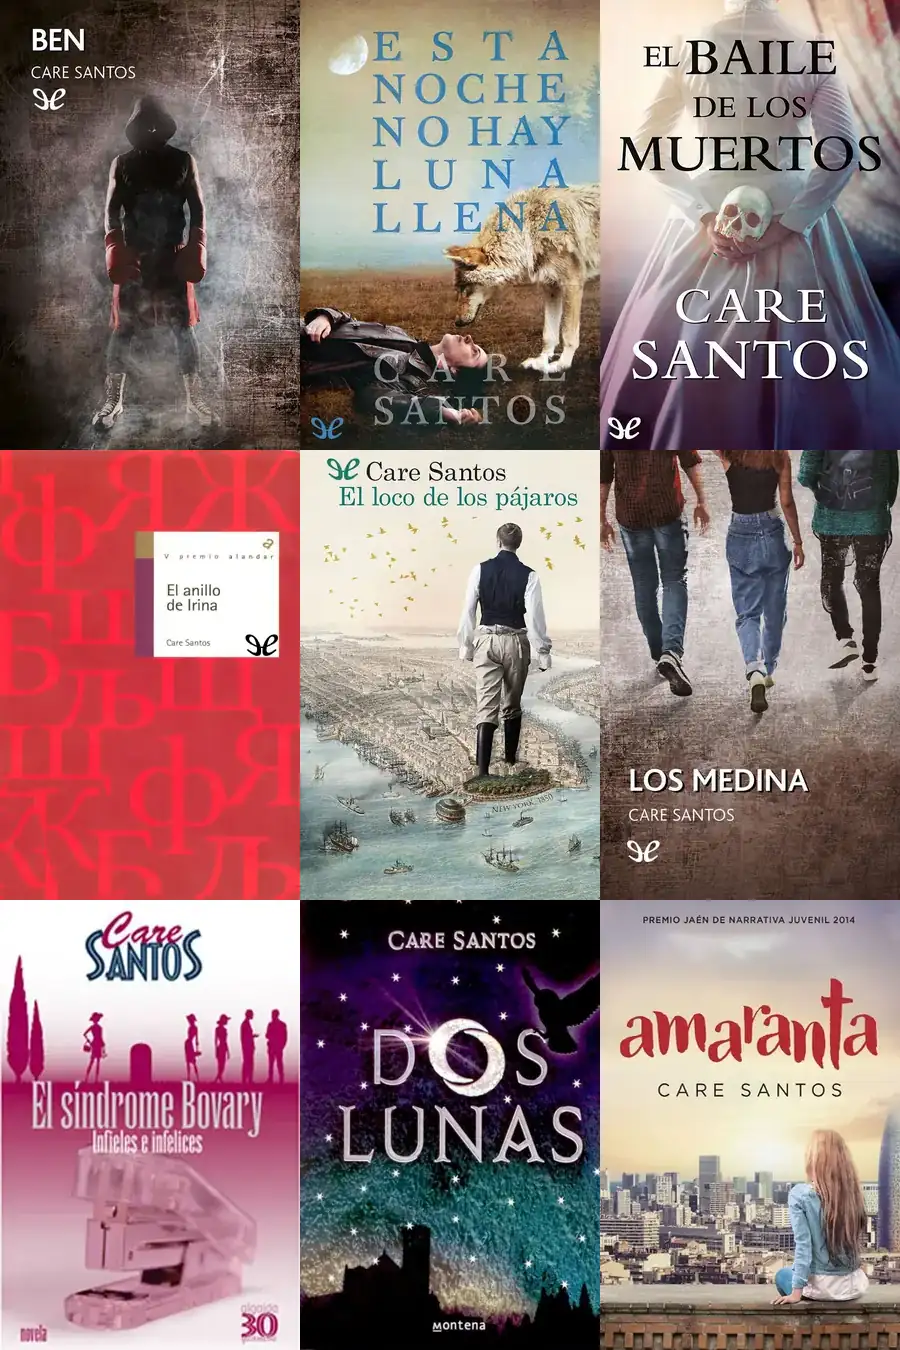 BEN
CARE SANTOS
ESTA
NOCHE
NO HAY
LUNA
LLENA
CARE
SANTOS
EL BAILE
DE LOS
MUERTOS
CARE
SANTOS
V premio alandar
El anillo
de Irina
Care Santos
Care Santos
El loco de los pájaros
NEW YORK, 1850
LOS MEDINA
CARE SANTOS
Care
SANTOS
El síndrome Bovary
Infieles e infelices
novela
algaida
30
CARE SANTOS
DOS
LUNAS
Montena
PREMIO JAÉN DE NARRATIVA JUVENIL 2014
amaranta
CARE SANTOS